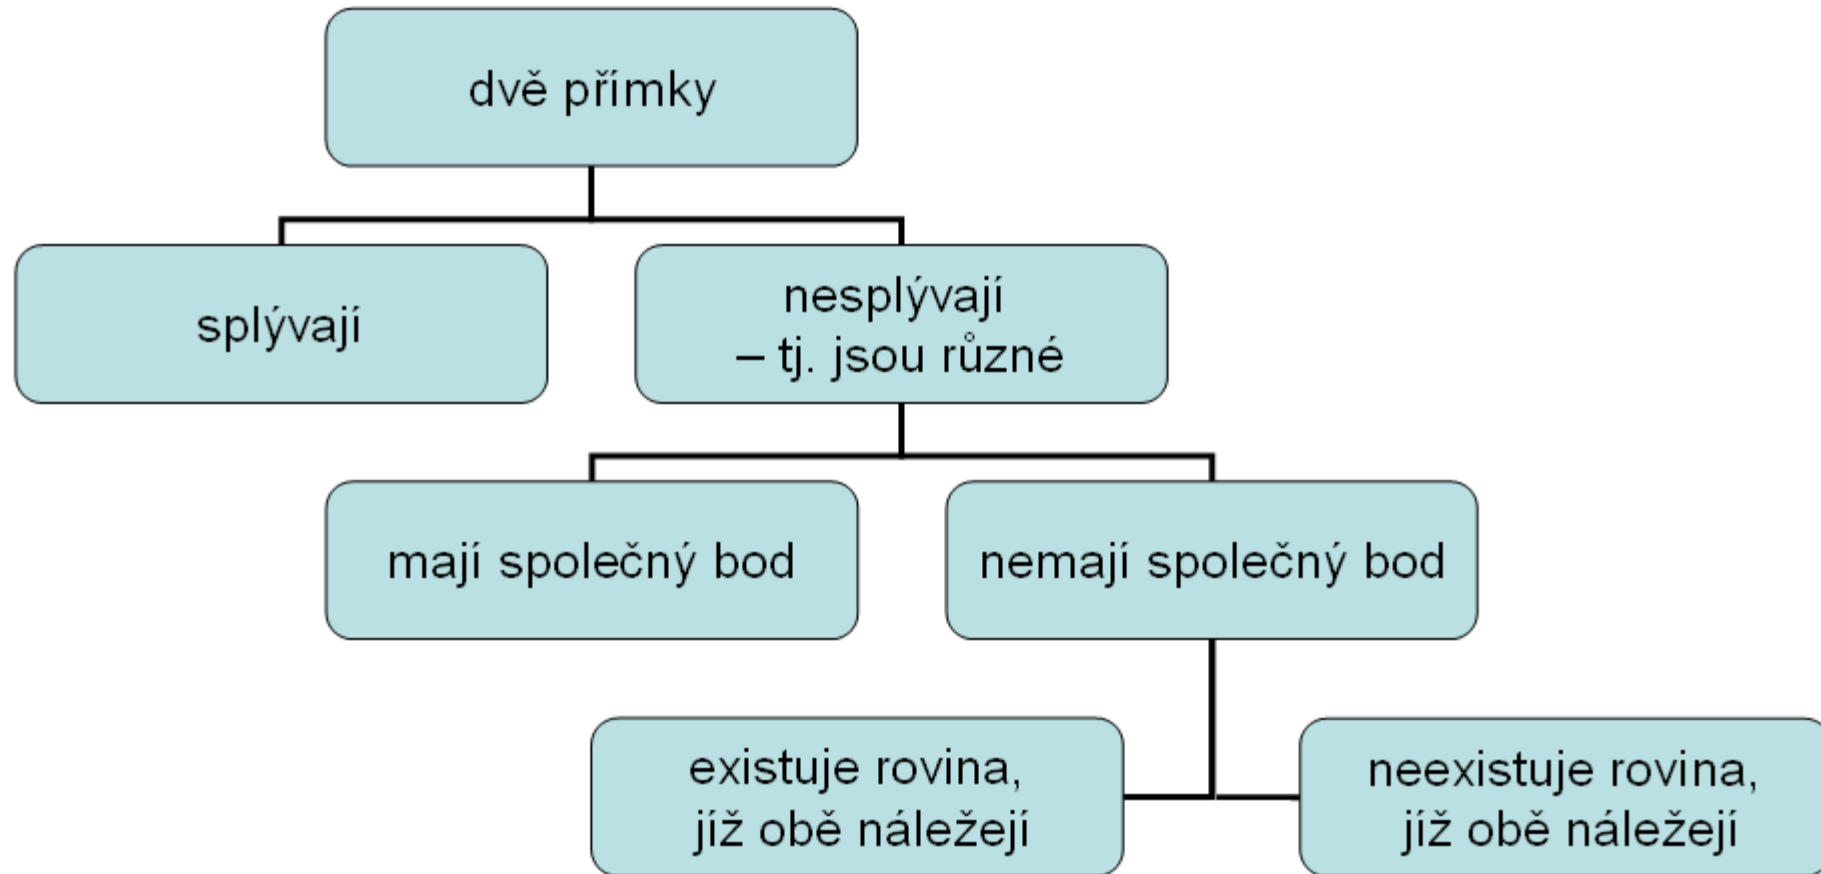 dvě přímky
splývají
nesplývají
– tj. jsou různé
mají společný bod
nemají společný bod
existuje rovina,
jíž obě náležejí
neexistuje rovina,
jíž obě náležejí